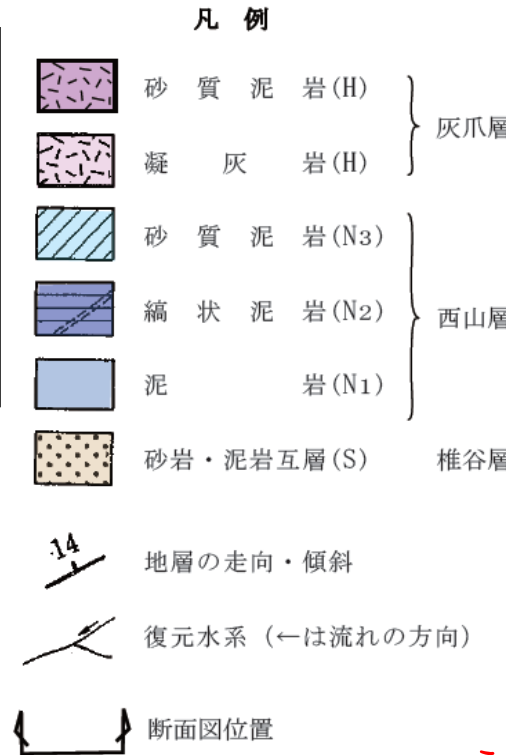 凡 例
砂 質 泥 岩(H)
灰爪層
凝 灰 岩(H)
砂 質 泥 岩(N3)
縞 状 泥 岩(N2)
西山層
泥 岩(N1)
砂岩・泥岩互層(S) 椎谷層
14
地層の走向・傾斜
復元水系 (←は流れの方向)
断面図位置